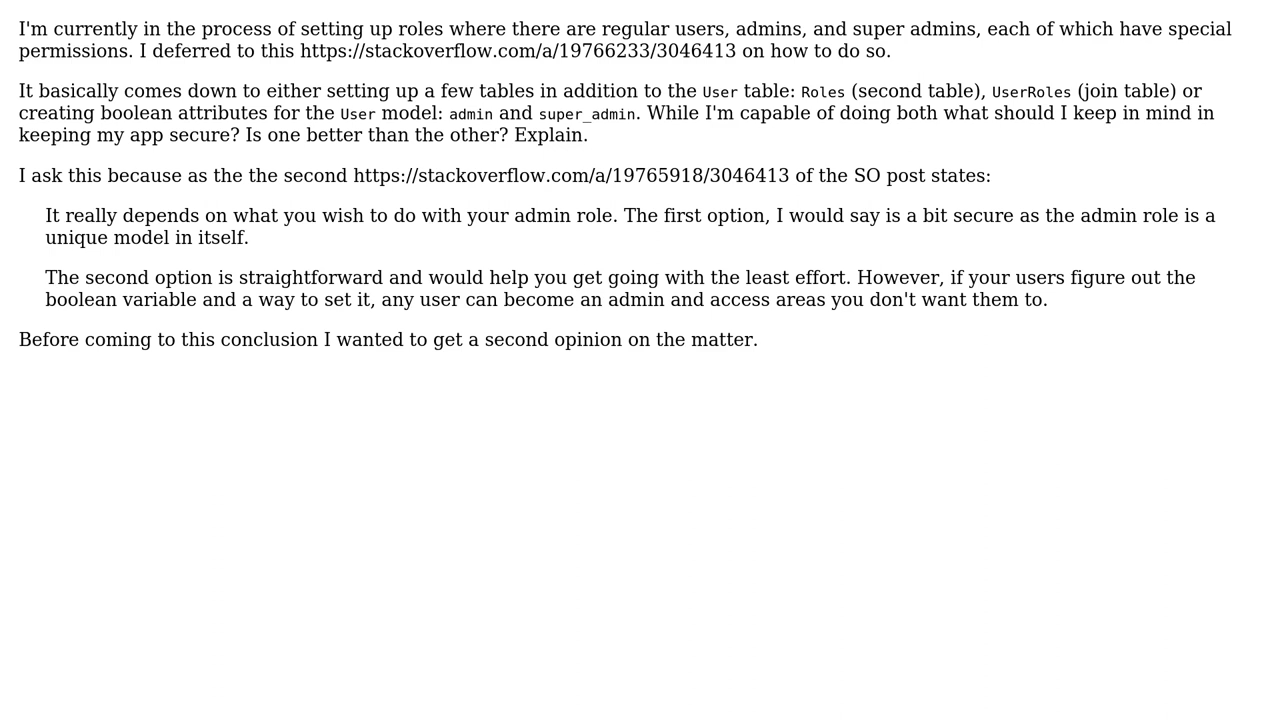 I'm currently in the process of setting up roles where there are regular users, admins, and super admins, each of which have special
permissions. I deferred to this https://stackoverflow.com/a/19766233/3046413 on how to do so.
It basically comes down to either setting up a few tables in addition to the User table: Roles (second table), UserRoles (join table) or
creating boolean attributes for the User model: admin and super_admin. While I'm capable of doing both what should I keep in mind in
keeping my app secure? Is one better than the other? Explain.
I ask this because as the the second https://stackoverflow.com/a/19765918/3046413 of the SO post states:
It really depends on what you wish to do with your admin role. The first option, I would say is a bit secure as the admin role is a
unique model in itself.
The second option is straightforward and would help you get going with the least effort. However, if your users figure out the
boolean variable and a way to set it, any user can become an admin and access areas you don't want them to.
Before coming to this conclusion I wanted to get a second opinion on the matter.